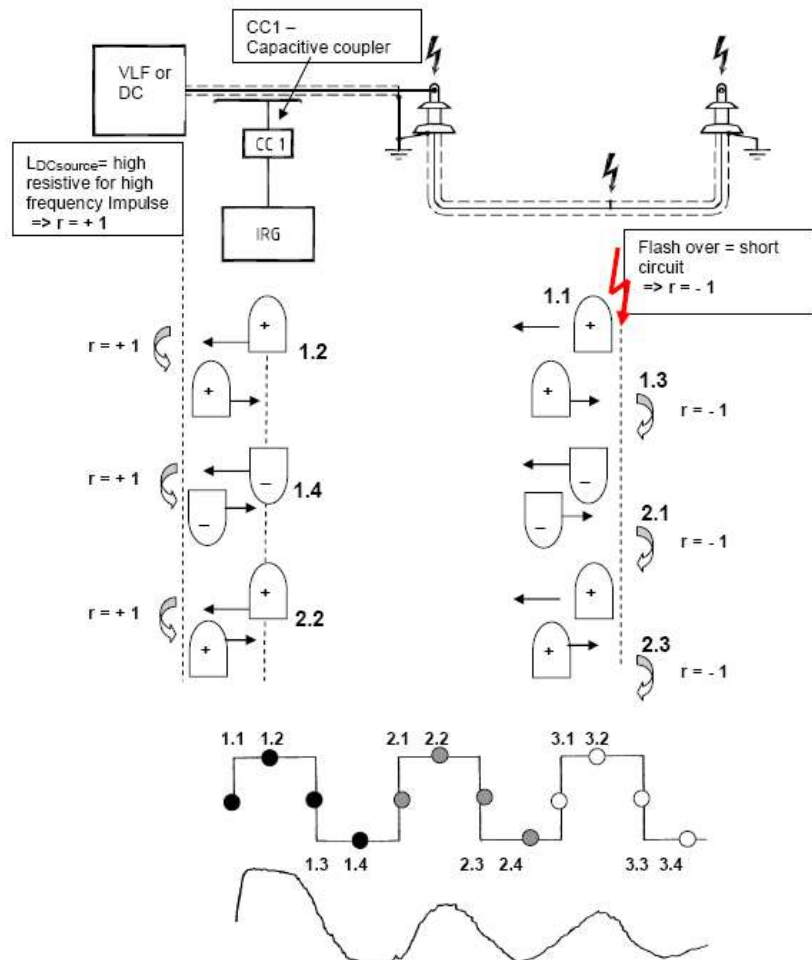 CC1 –
Capacitive coupler
VLF or
DC
CC 1
IRG
LDCsource= high
resistive for high
frequency Impulse
=> r = + 1
Flash over = short
circuit
=> r = - 1
1.1
+
+
r = + 1
1.2
+
+
1.3
r = - 1
r = + 1
–
–
1.4
–
–
2.1
r = - 1
r = + 1
+
+
2.2
+
+
2.3
r = - 1
1.1 1.2 2.1 2.2 3.1 3.2
1.3 1.4 2.3 2.4 3.3 3.4